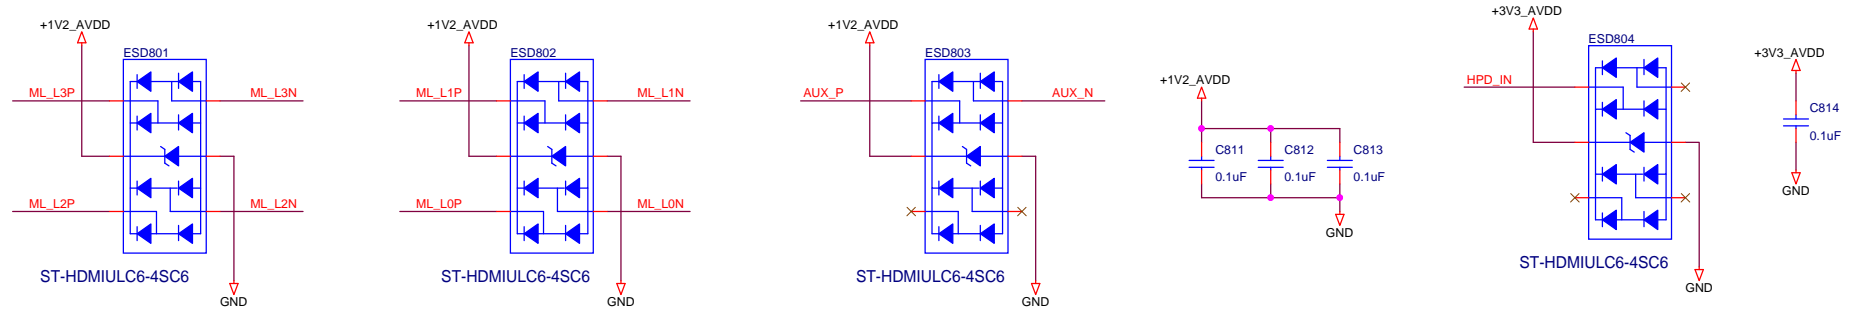 +1V2_AVDD
ESD801
ML_L3P
ML_L3N
ML_L2P
ML_L2N
ST-HDMIULC6-4SC6
GND
+1V2_AVDD
ESD802
ML_L1P
ML_L1N
ML_L0P
ML_L0N
ST-HDMIULC6-4SC6
GND
+1V2_AVDD
ESD803
AUX_P
AUX_N
ST-HDMIULC6-4SC6
GND
+1V2_AVDD
C811
0.1uF
C812
0.1uF
C813
0.1uF
GND
+3V3_AVDD
ESD804
HPD_IN
ST-HDMIULC6-4SC6
GND
+3V3_AVDD
C814
0.1uF
GND